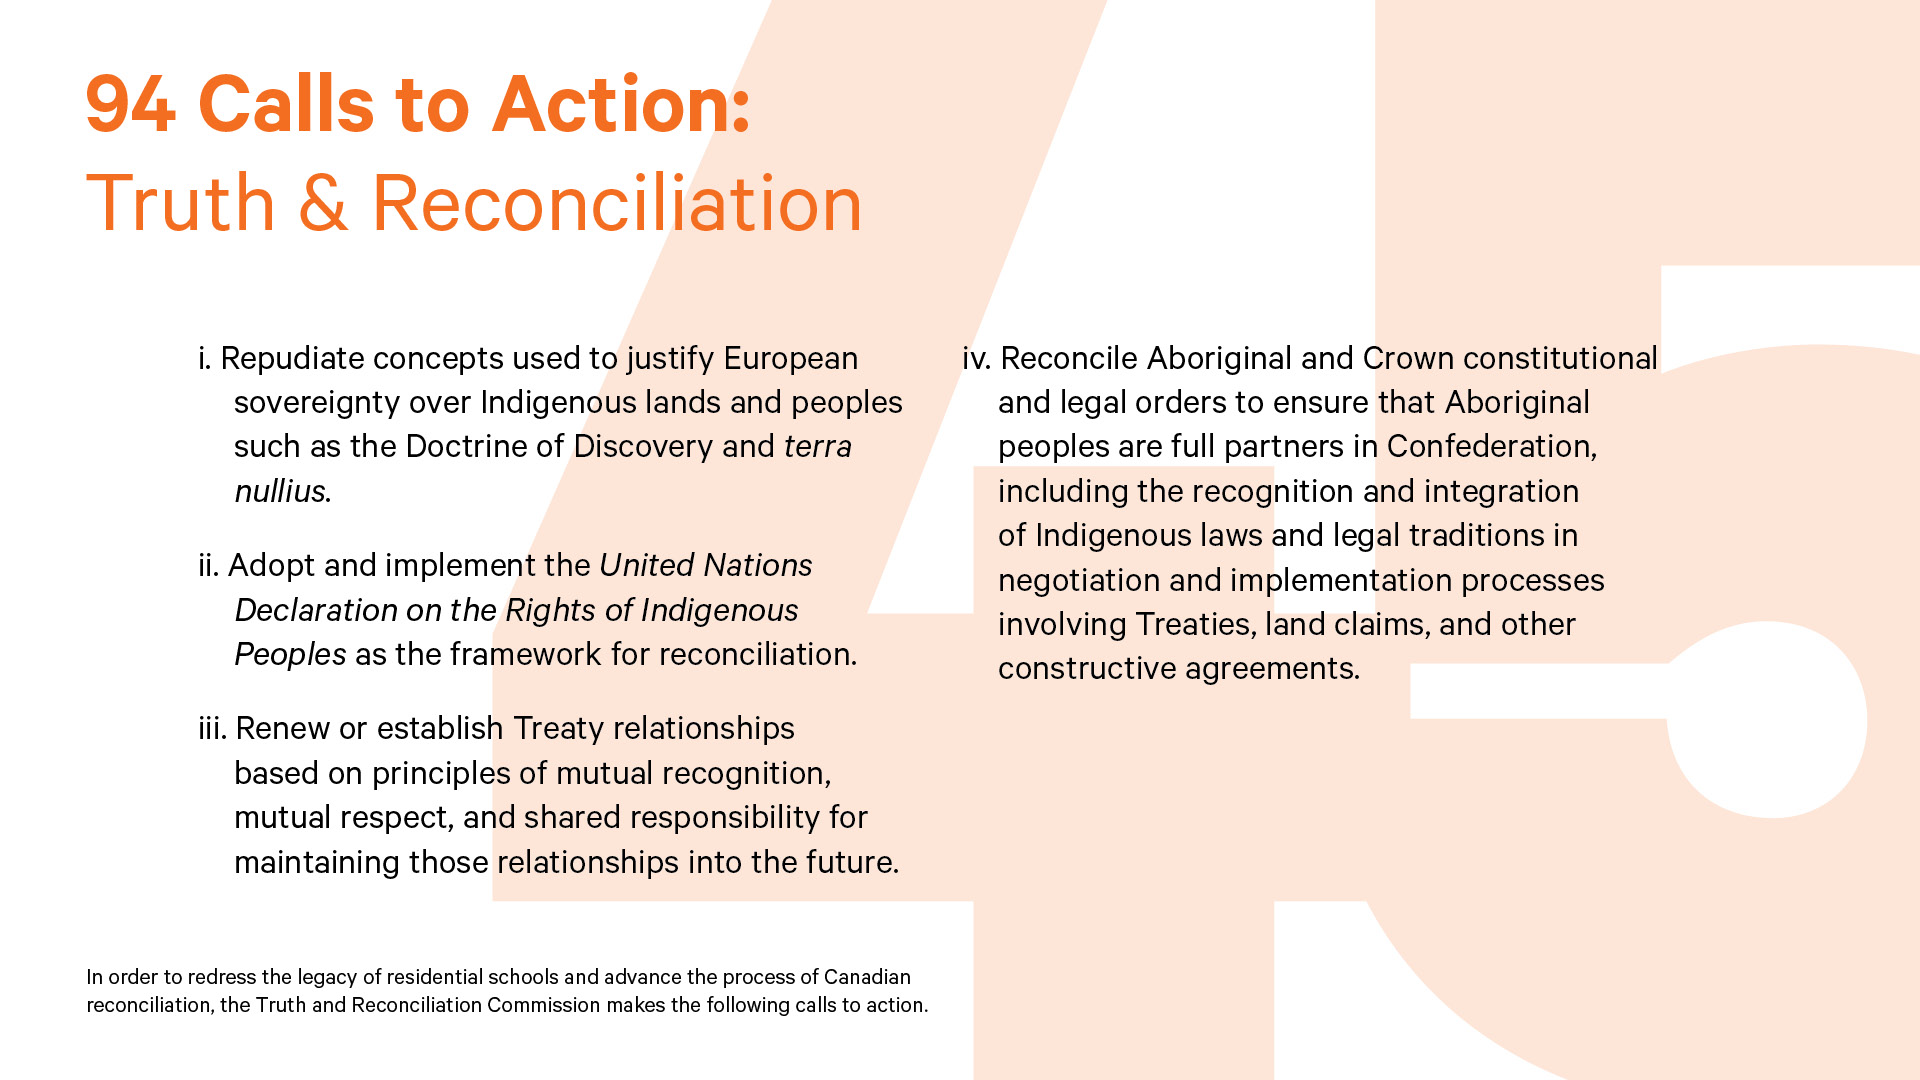 94 Calls to Action:
Truth & Reconciliation
i. Repudiate concepts used to justify European
sovereignty over Indigenous lands and peoples
such as the Doctrine of Discovery and terra
nullius.
ii. Adopt and implement the United Nations
Declaration on the Rights of Indigenous
Peoples as the framework for reconciliation.
iii. Renew or establish Treaty relationships
based on principles of mutual recognition,
mutual respect, and shared responsibility for
maintaining those relationships into the future.
iv. Reconcile Aboriginal and Crown constitutional
and legal orders to ensure that Aboriginal
peoples are full partners in Confederation,
including the recognition and integration
of Indigenous laws and legal traditions in
negotiation and implementation processes
involving Treaties, land claims, and other
constructive agreements.
In order to redress the legacy of residential schools and advance the process of Canadian
reconciliation, the Truth and Reconciliation Commission makes the following calls to action.
45